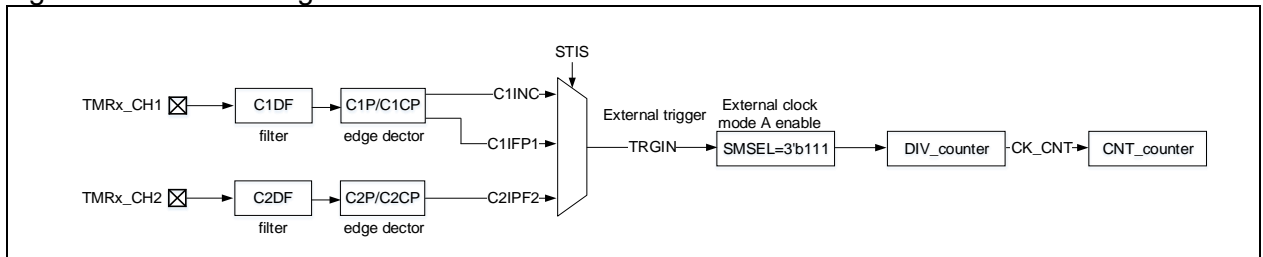 STIS
TMRx_CH1
C1DF
C1P/C1CP
C1INC
filter
edge dector
C1IFP1
External trigger
TRGIN
External clock
mode A enable
SMSEL=3'b111
DIV_counter
CK_CNT
CNT_counter
TMRx_CH2
C2DF
C2P/C2CP
C2IPF2
filter
edge dector